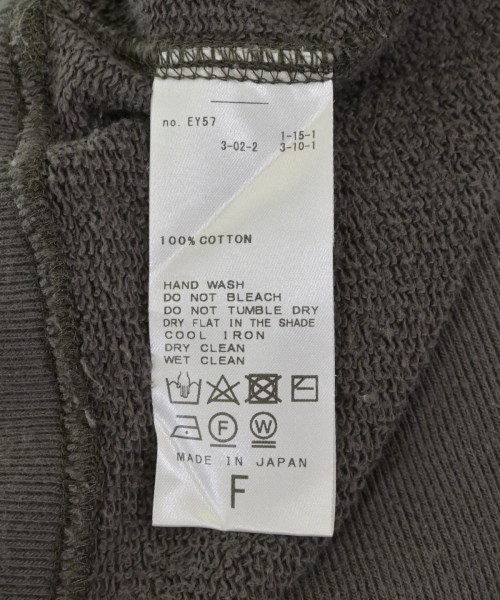 no. EY57
1-15-1
3-02-2 3-10-1
100% COTTON
HAND WASH
DO NOT BLEACH
DO NOT TUMBLE DRY
DRY FLAT IN THE SHADE
COOL IRON
DRY CLEAN
WET CLEAN
F W
MADE IN JAPAN
F